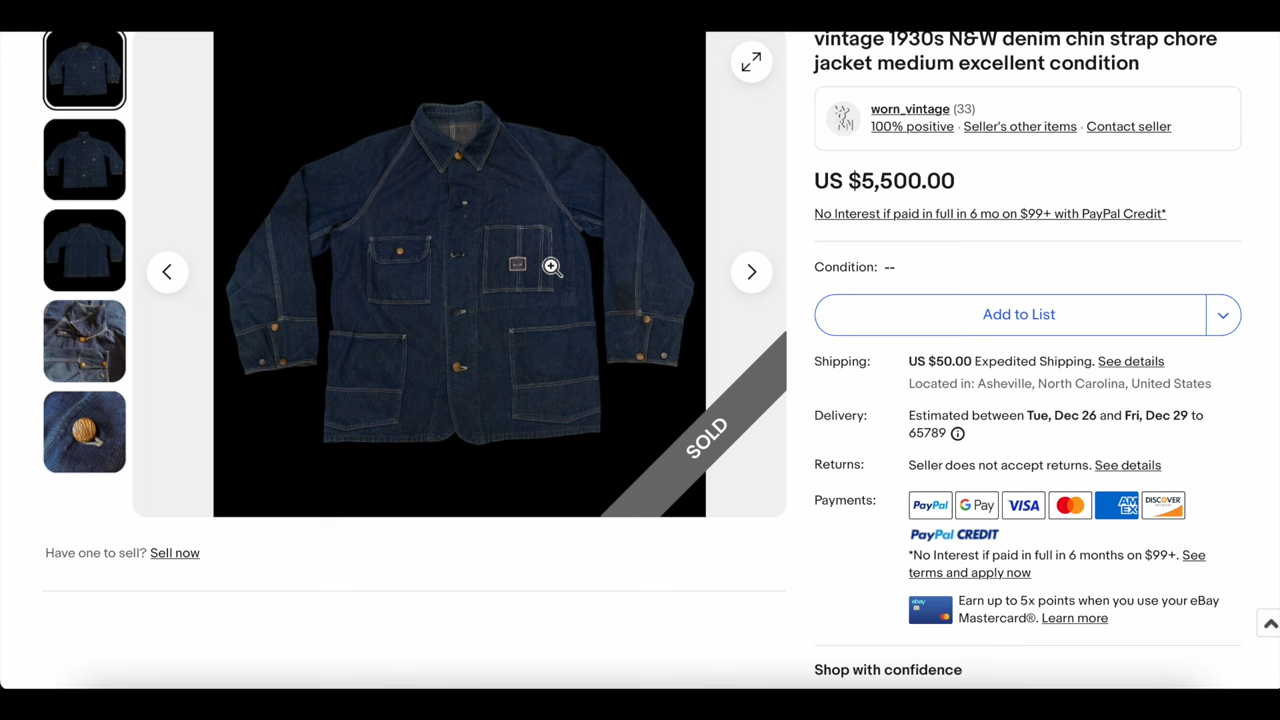 vintage 1930s N&W denim chin strap chore
jacket medium excellent condition
worn_vintage (33)
100% positive · Seller's other items · Contact seller
US $5,500.00
No Interest if paid in full in 6 mo on $99+ with PayPal Credit*
Condition: --
Add to List
Shipping: US $50.00 Expedited Shipping. See details
Located in: Asheville, North Carolina, United States
Delivery: Estimated between Tue, Dec 26 and Fri, Dec 29 to
65789
Returns: Seller does not accept returns. See details
Payments: PayPal G Pay VISA AM EX DISCOVER
PayPal CREDIT
*No Interest if paid in full in 6 months on $99+. See
terms and apply now
ebay
Earn up to 5x points when you use your eBay
Mastercard®. Learn more
Shop with confidence
SOLD
Have one to sell? Sell now